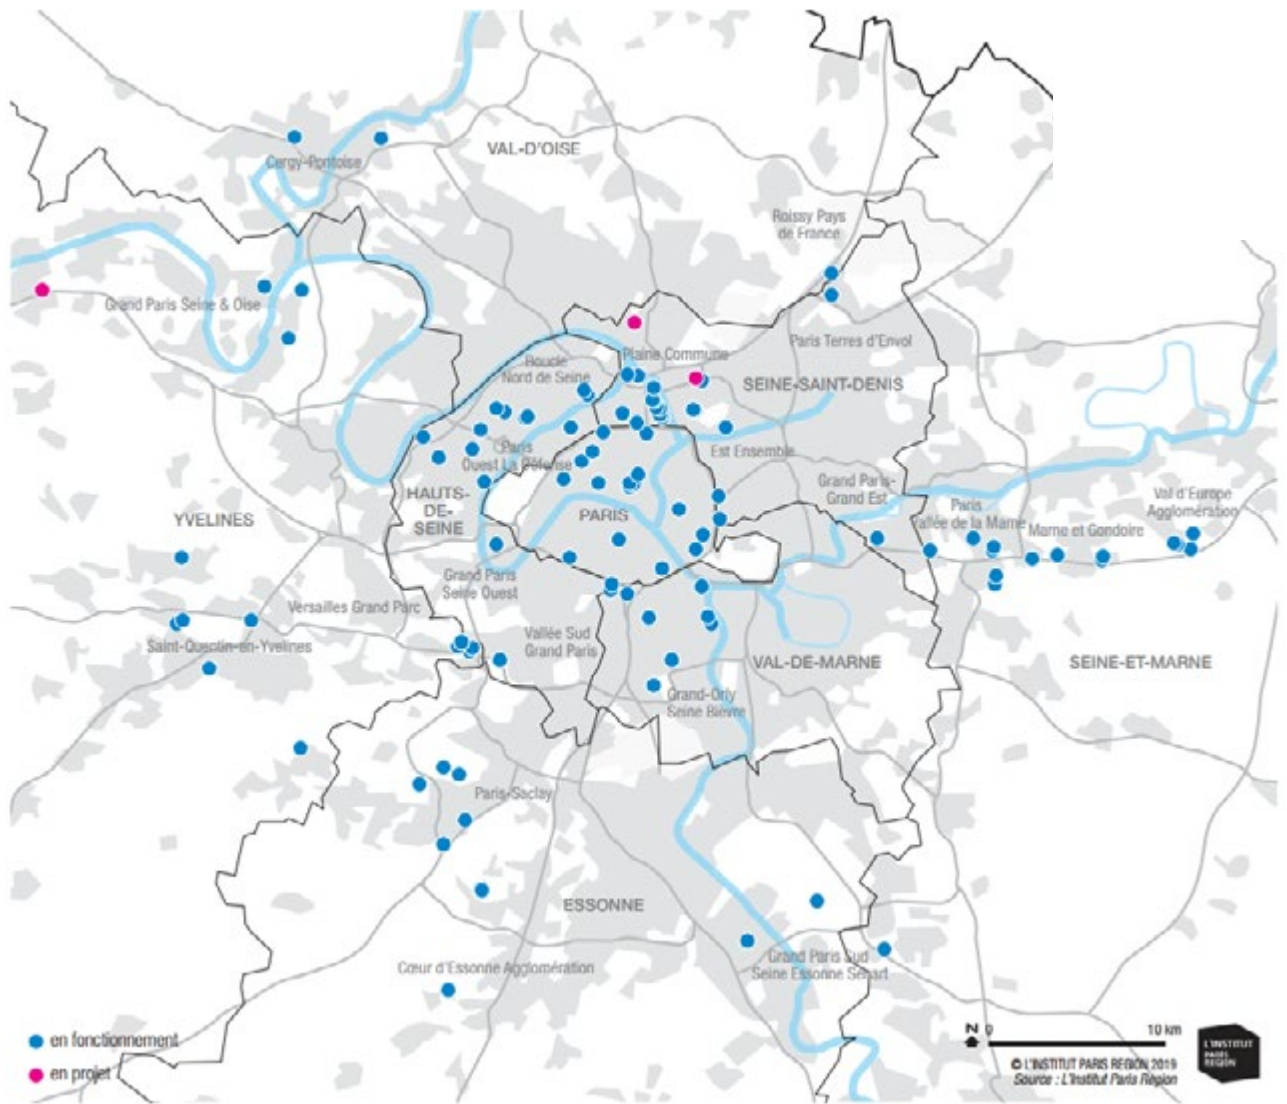 VAL-D'OISE
Cergy-Pontoise
Roissy Pays
de France
Grand Paris Seine & Oise
Paris Terres d'Envol
Plaine Commune
Boucle
Nord de Seine
SEINE-SAINT-DENIS
Paris
Ouest La Défense
Est Ensemble
Grand Paris-
Grand Est
HAUTS-
DE-
SEINE
PARIS
YVELINES
Paris
Vallée de la Marne
Marne et Gondoire
Val d'Europe
Agglomération
Grand Paris
Seine Ouest
Versailles Grand Parc
Saint-Quentin-en-Yvelines
Vallée Sud
Grand Paris
VAL-DE-MARNE
SEINE-ET-MARNE
Grand-Orly
Seine Bièvre
Paris-Saclay
ESSONNE
Cœur d'Essonne Agglomération
Grand Paris Sud
Seine Essonne Sénart
en fonctionnement
en projet
N 0 10 km
© L'INSTITUT PARIS REGION 2019
Source : L'Institut Paris Region
L'INSTITUT
PARIS
REGION